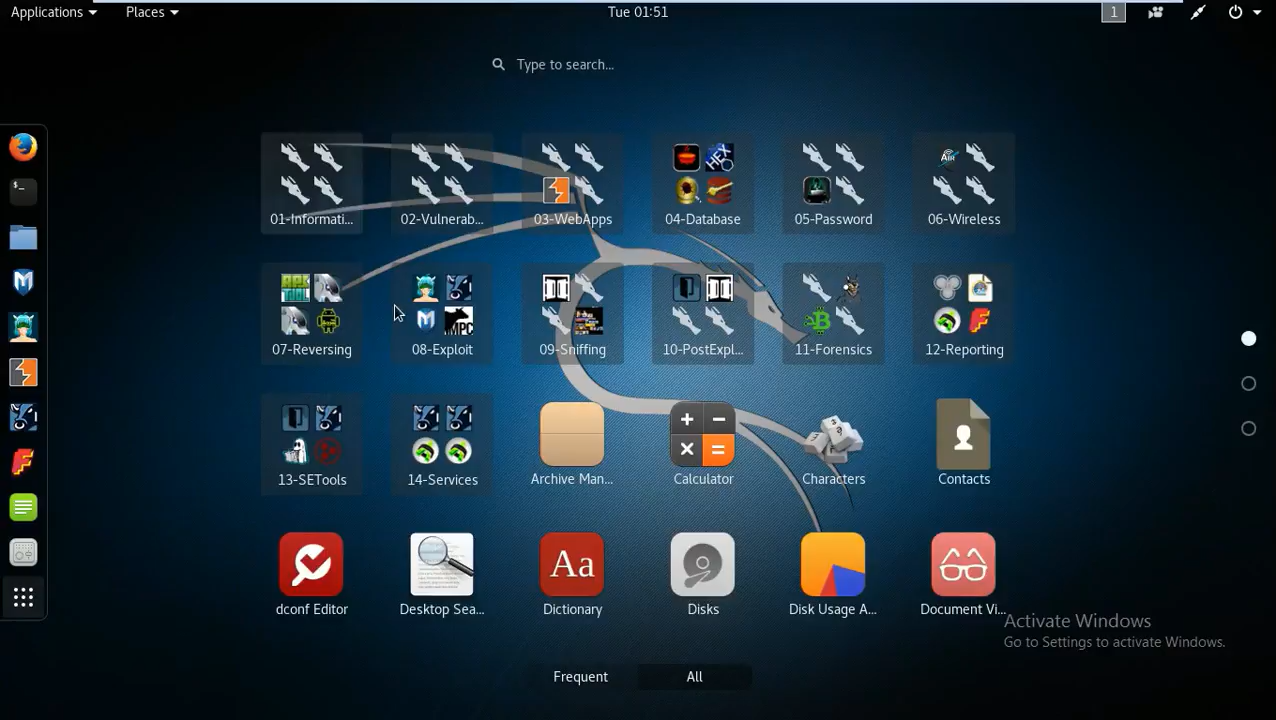 Applications
Places
Tue 01:51
1
Type to search...
01-Informati...
02-Vulnerab...
03-WebApps
04-Database
05-Password
06-Wireless
07-Reversing
08-Exploit
09-Sniffing
10-PostExpl...
11-Forensics
12-Reporting
13-SETools
14-Services
Archive Man...
Calculator
Characters
Contacts
Aa
dconf Editor
Desktop Sea...
Dictionary
Disks
Disk Usage A...
Document Vi...
Activate Windows
Go to Settings to activate Windows.
Frequent
All